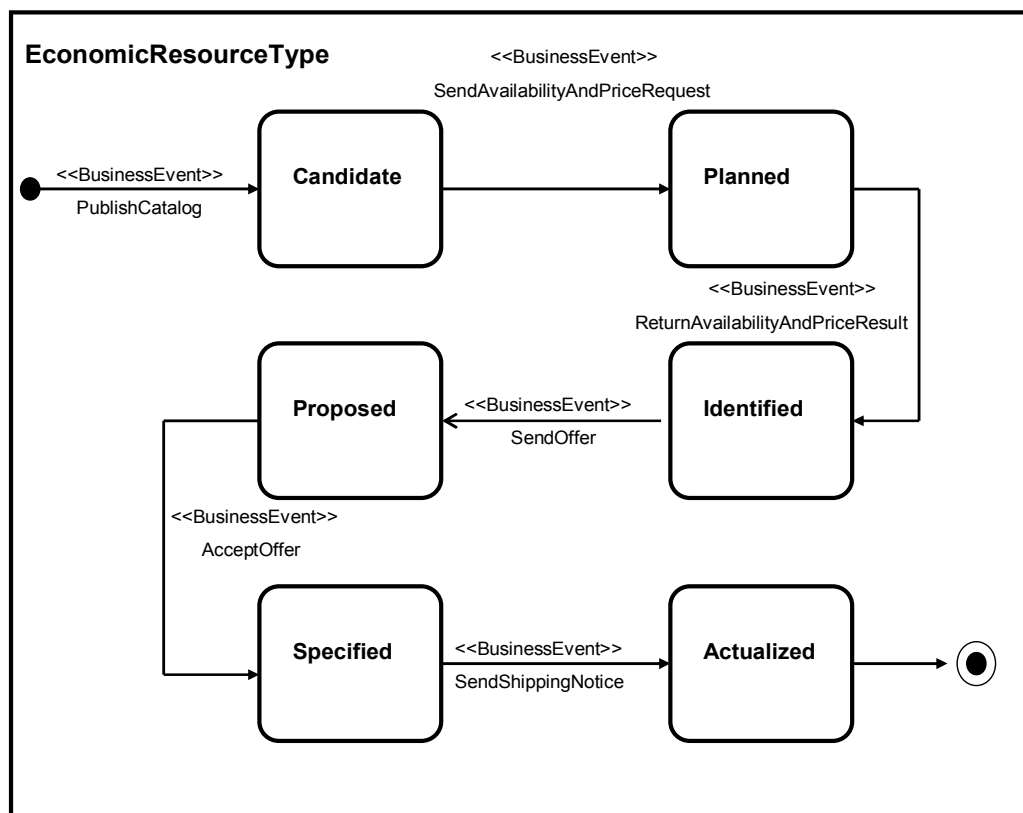 EconomicResourceType
<<BusinessEvent>>
SendAvailabilityAndPriceRequest
<<BusinessEvent>>
PublishCatalog
Candidate
Planned
<<BusinessEvent>>
ReturnAvailabilityAndPriceResult
Proposed
<<BusinessEvent>>
SendOffer
Identified
<<BusinessEvent>>
AcceptOffer
Specified
<<BusinessEvent>>
SendShippingNotice
Actualized